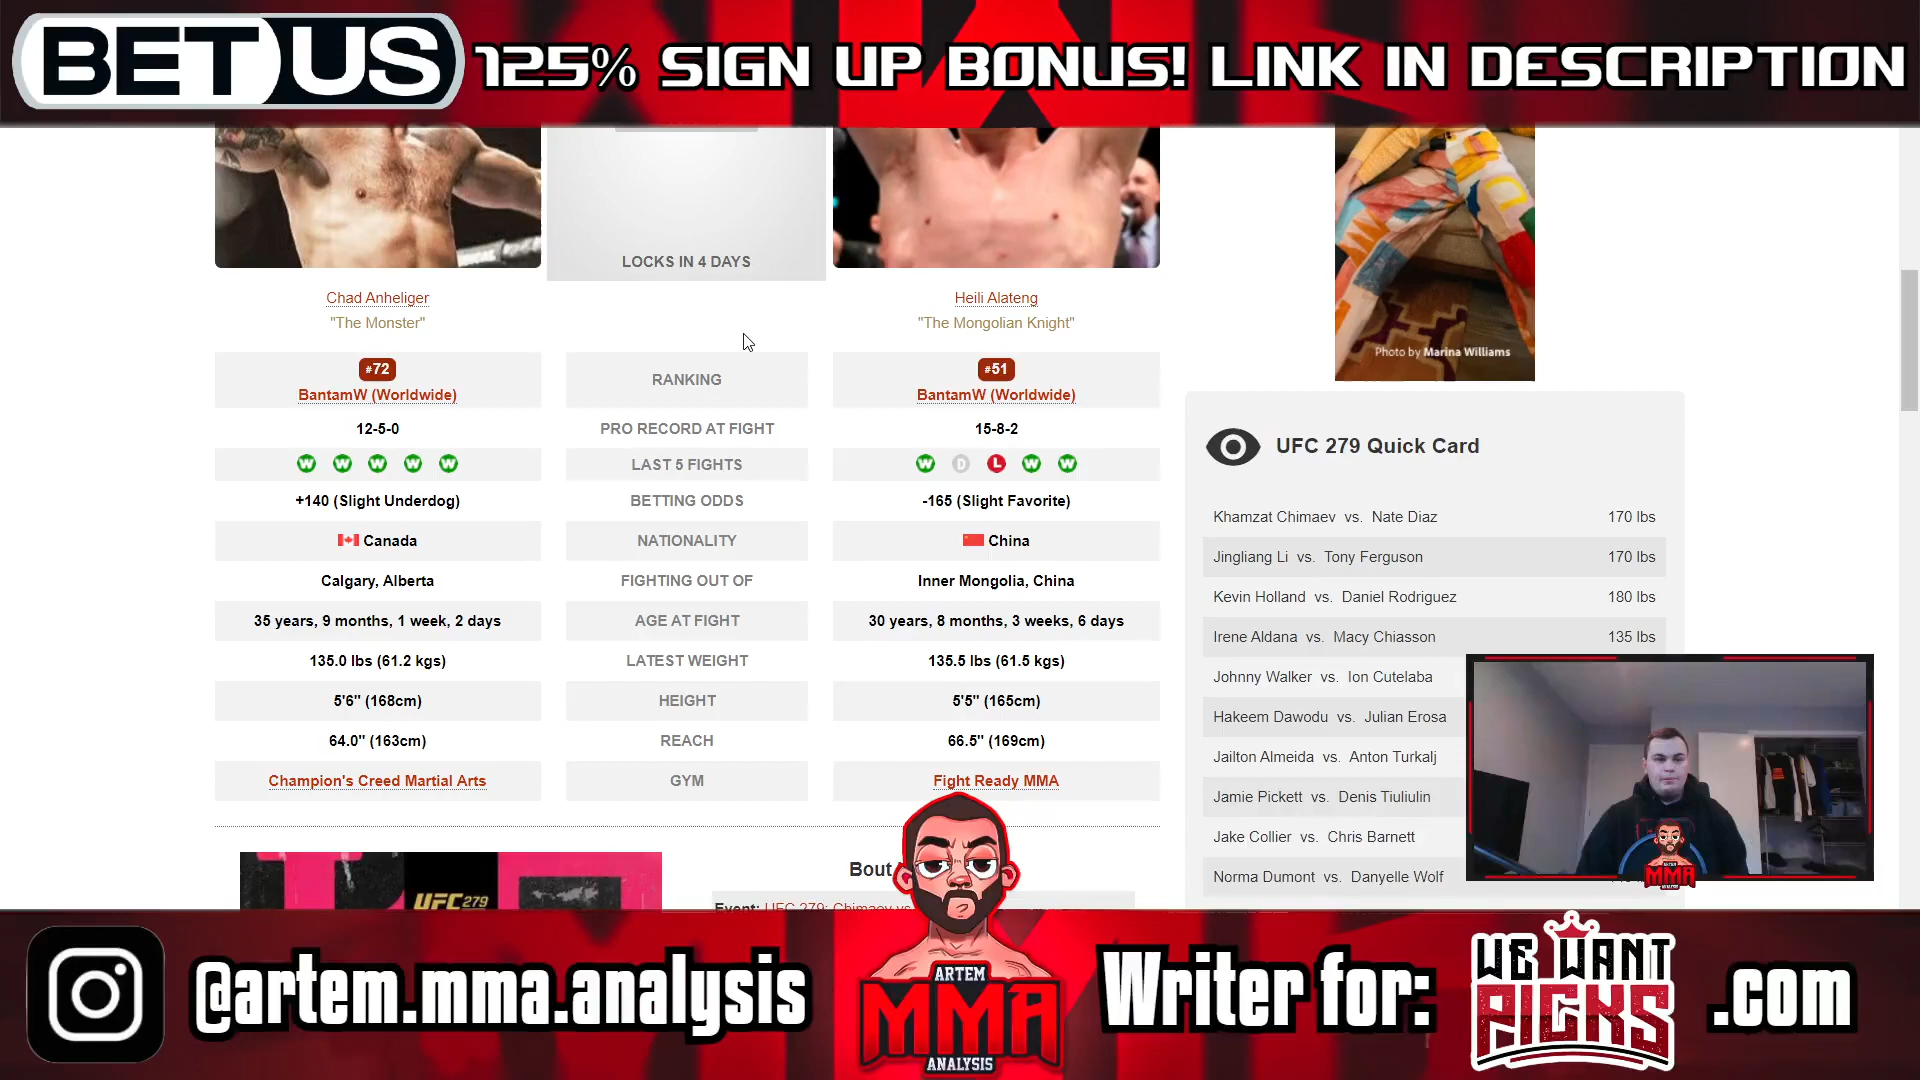 BETUS 125% SIGN UP BONUS! LINK IN DESCRIPTION
LOCKS IN 4 DAYS
Chad Anheliger
"The Monster"
Heili Alateng
"The Mongolian Knight"
Photo by Marina Williams
#72
BantamW (Worldwide)
RANKING
#51
BantamW (Worldwide)
12-5-0 PRO RECORD AT FIGHT 15-8-2
W W W W W LAST 5 FIGHTS W D L W W
+140 (Slight Underdog) BETTING ODDS -165 (Slight Favorite)
Canada NATIONALITY China
Calgary, Alberta FIGHTING OUT OF Inner Mongolia, China
35 years, 9 months, 1 week, 2 days AGE AT FIGHT 30 years, 8 months, 3 weeks, 6 days
135.0 lbs (61.2 kgs) LATEST WEIGHT 135.5 lbs (61.5 kgs)
5'6" (168cm) HEIGHT 5'5" (165cm)
64.0" (163cm) REACH 66.5" (169cm)
Champion's Creed Martial Arts GYM Fight Ready MMA
UFC 279 Quick Card
Khamzat Chimaev vs. Nate Diaz 170 lbs
Jingliang Li vs. Tony Ferguson 170 lbs
Kevin Holland vs. Daniel Rodriguez 180 lbs
Irene Aldana vs. Macy Chiasson 135 lbs
Johnny Walker vs. Ion Cutelaba
Hakeem Dawodu vs. Julian Erosa
Jailton Almeida vs. Anton Turkalj
Jamie Pickett vs. Denis Tiuliulin
Jake Collier vs. Chris Barnett
Norma Dumont vs. Danyelle Wolf
ARTEM
MMA
UFC 279
Bout
Event: UFC 279: Chimaev vs
@artem.mma.analysis
ARTEM
MMA
ANALYSIS
Writer for:
WE WANT
PICKS
.com